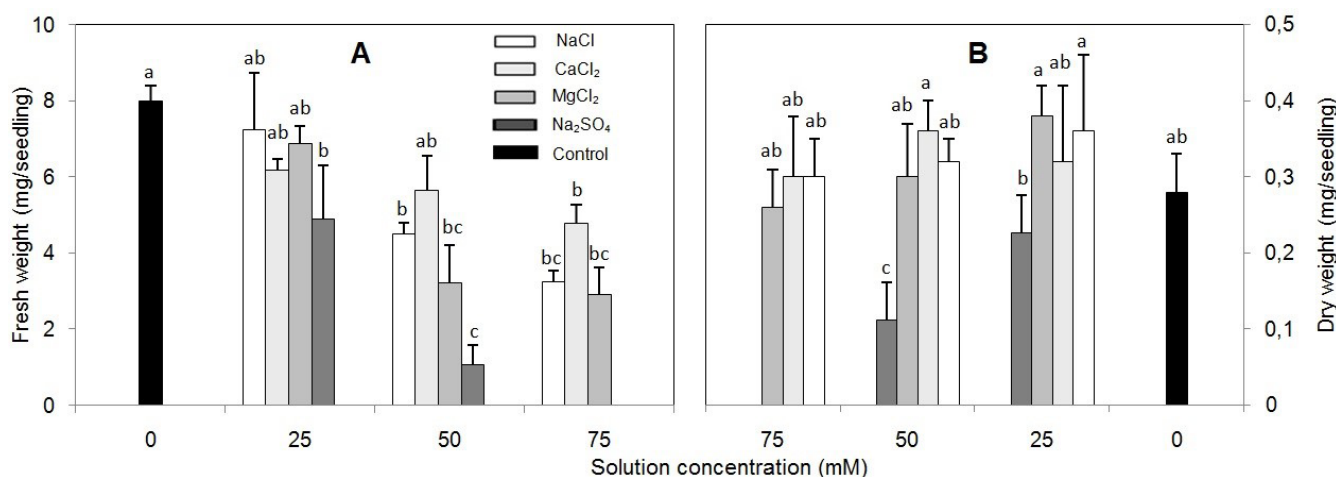 10
8
6
4
2
0
Fresh weight (mg/seedling)
A
NaCl
CaCl₂
MgCl₂
Na₂SO₄
Control
a
ab
ab
ab
b
b
ab
bc
c
bc
b
bc
0
25
50
75
B
ab
ab
ab
c
ab
a
ab
b
a
ab
a
ab
75
50
25
0
0,5
0,4
0,3
0,2
0,1
0
Dry weight (mg/seedling)
Solution concentration (mM)